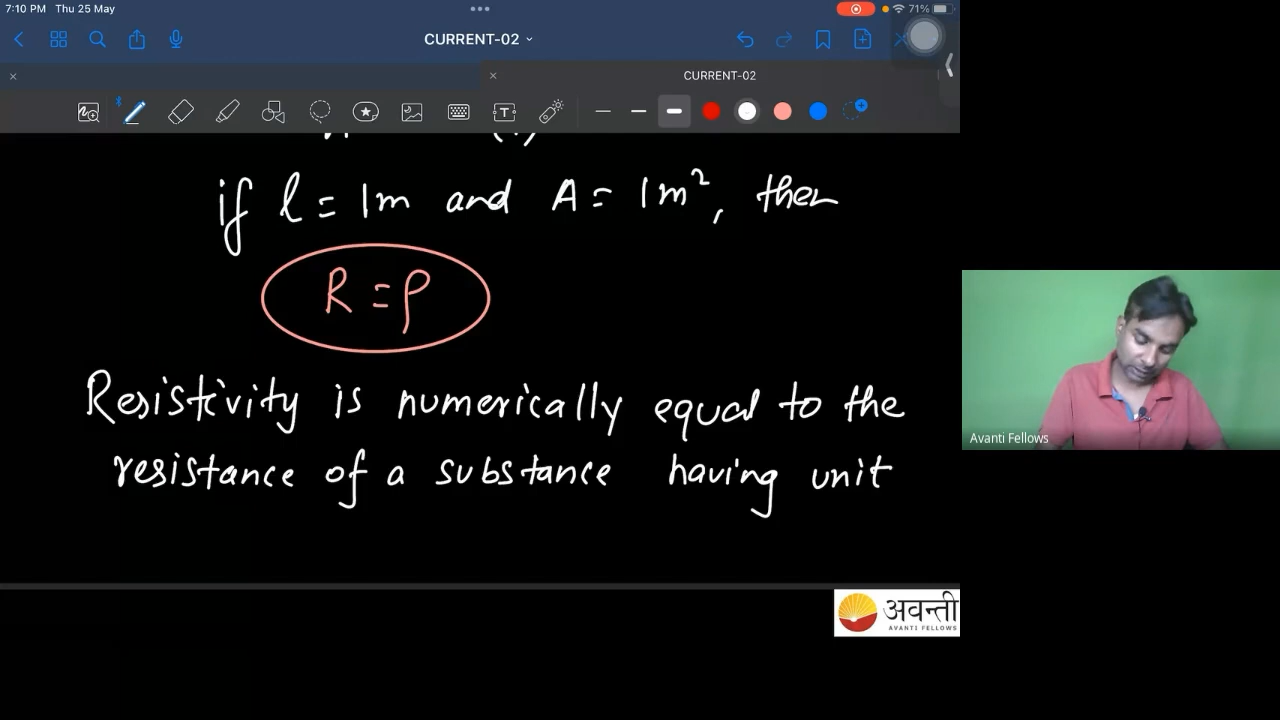 7:10 PM Thu 25 May
71%
CURRENT-02
CURRENT-02
if l = 1m and A = 1m², then
R = ρ
Resistivity is numerically equal to the
resistance of a substance having unit
Avanti Fellows
अवन्ती
AVANTI FELLOWS